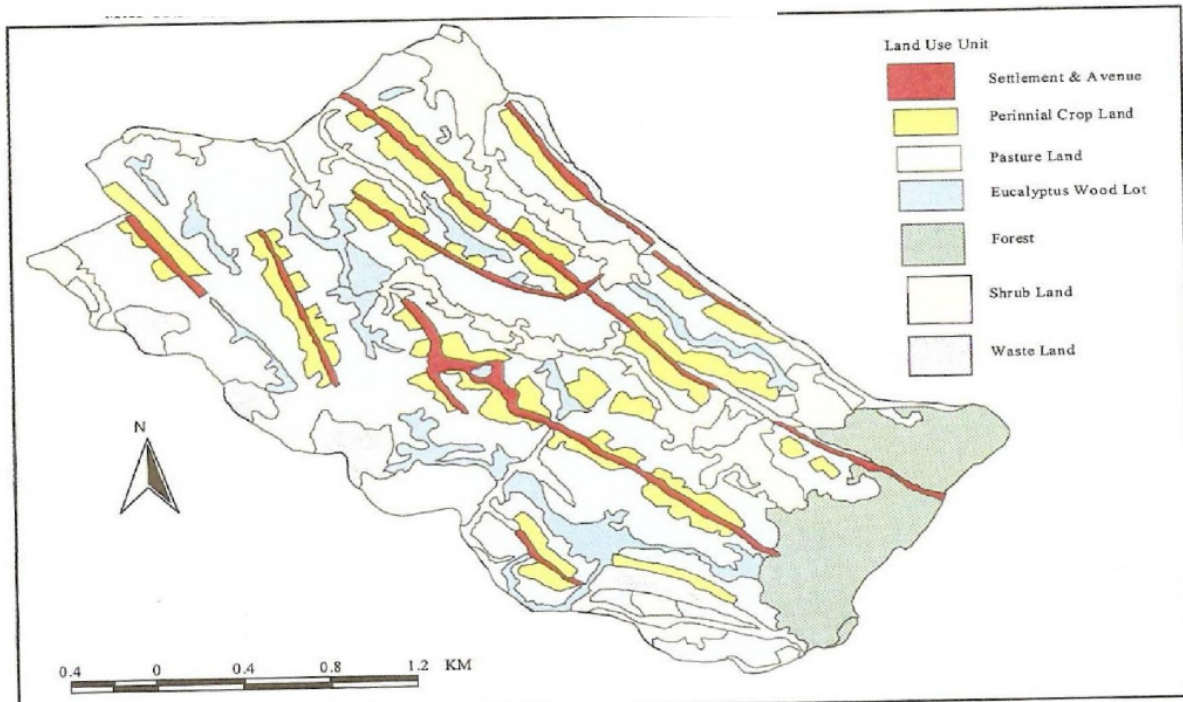 Land Use Unit
Settlement & Avenue
Perinnial Crop Land
Pasture Land
Eucalyptus Wood Lot
Forest
Shrub Land
Waste Land
N
0.4 0 0.4 0.8 1.2 KM